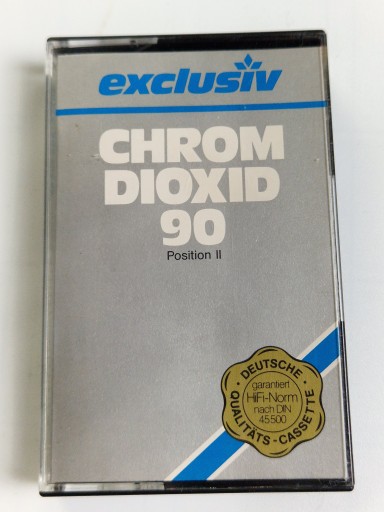 exclusiv
CHROM
DIOXID
90
Position II
DEUTSCHE
garantiert
HiFi-Norm
nach DIN
45500
QUALITÄTS-CASSETTE